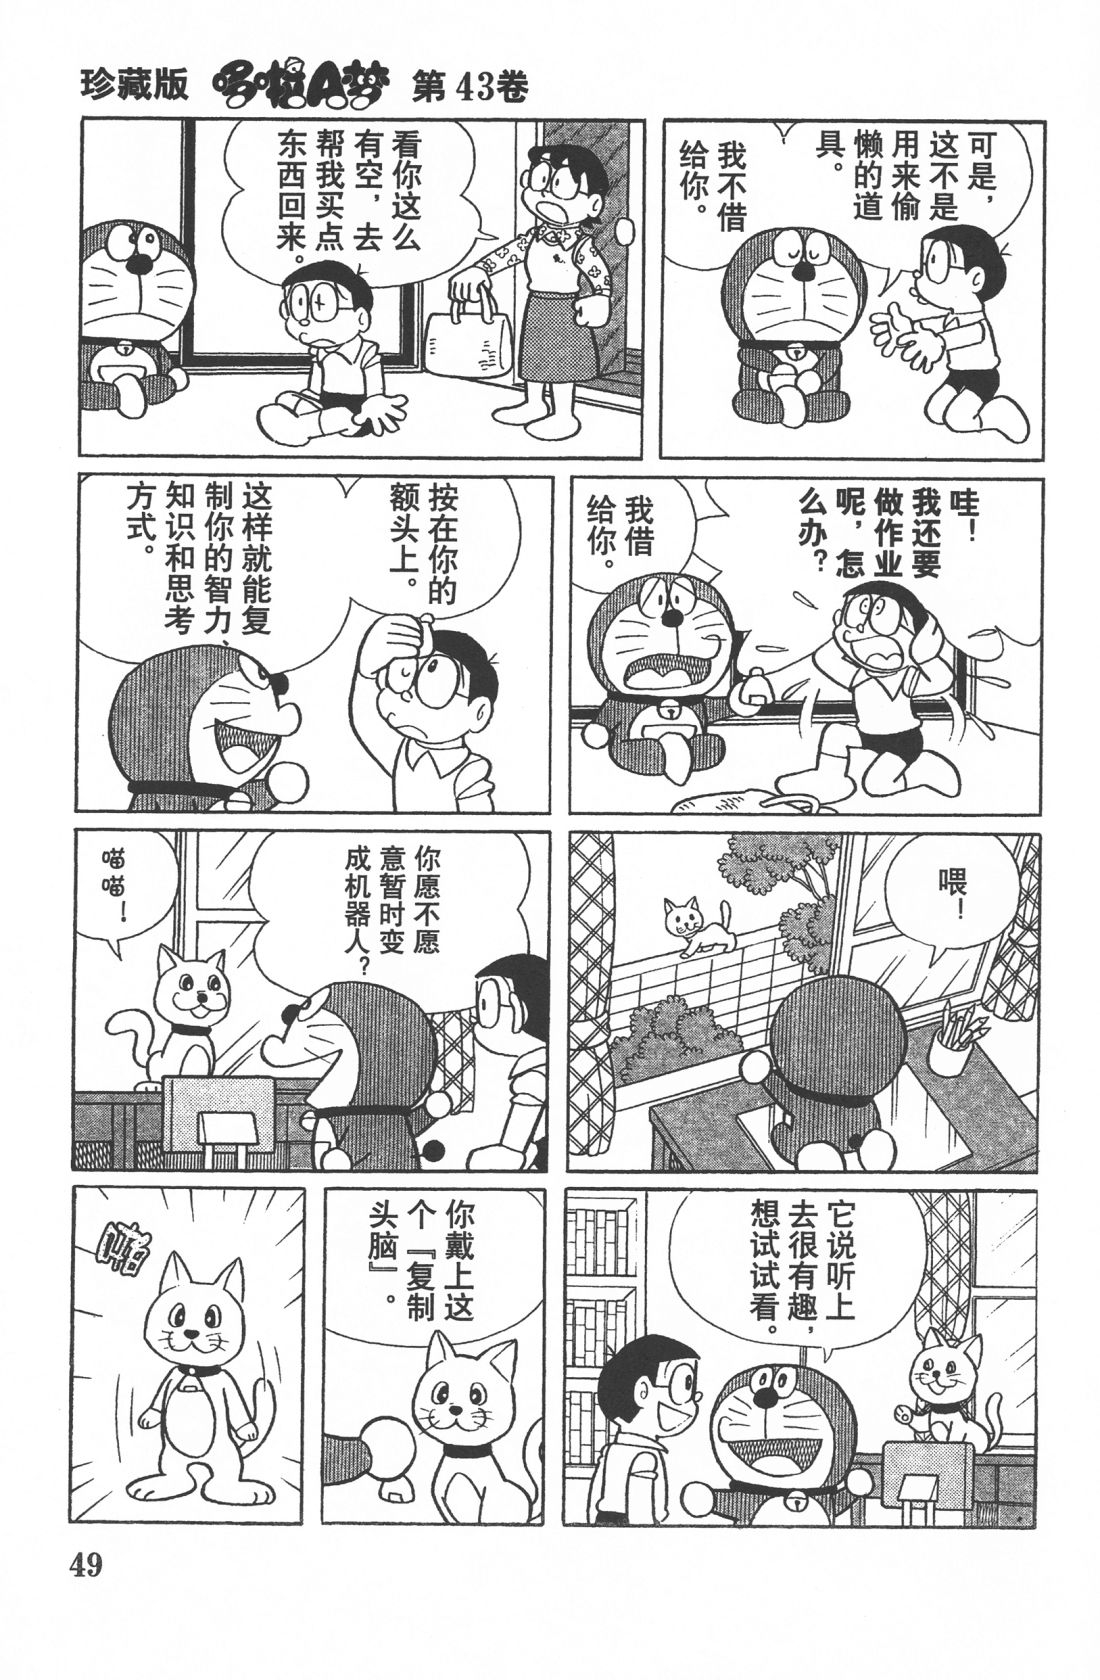 珍藏版 哆啦A梦 第43卷
可是，
这不是
用来偷
懒的道
具。
我不借
给你。
看你这么
有空，去
帮我买点
东西回来。
哇！
我还要
做作业
呢，怎
么办？
我借
给你。
按在你的
额头上。
这样就能复
制你的智力、
知识和思考
方式。
喂！
你愿不愿
意暂时变
成机器人？
喵
喵！
它说听上
去很有趣，
想试试看。
你戴上这
个『复制
头脑』。
49